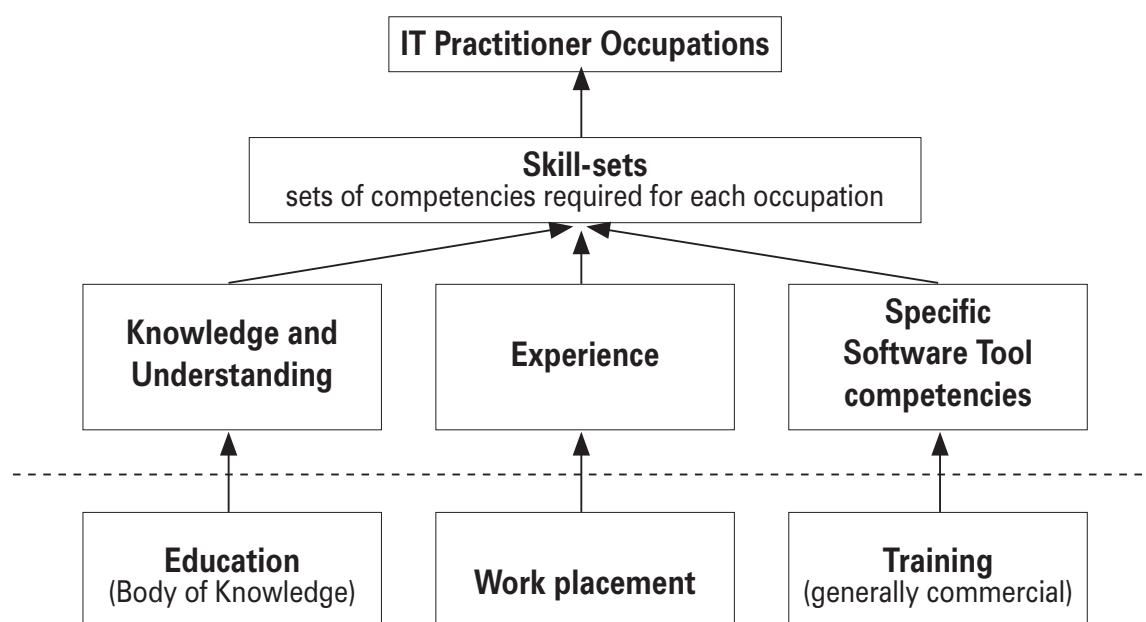 IT Practitioner Occupations
Skill-sets
sets of competencies required for each occupation
Knowledge and
Understanding
Experience
Specific
Software Tool
competencies
Education
(Body of Knowledge)
Work placement
Training
(generally commercial)